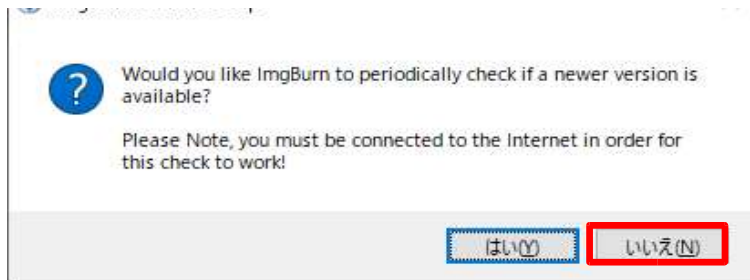 ?
Would you like ImgBurn to periodically check if a newer version is
available?
Please Note, you must be connected to the Internet in order for
this check to work!
はい(Y) いいえ(N)